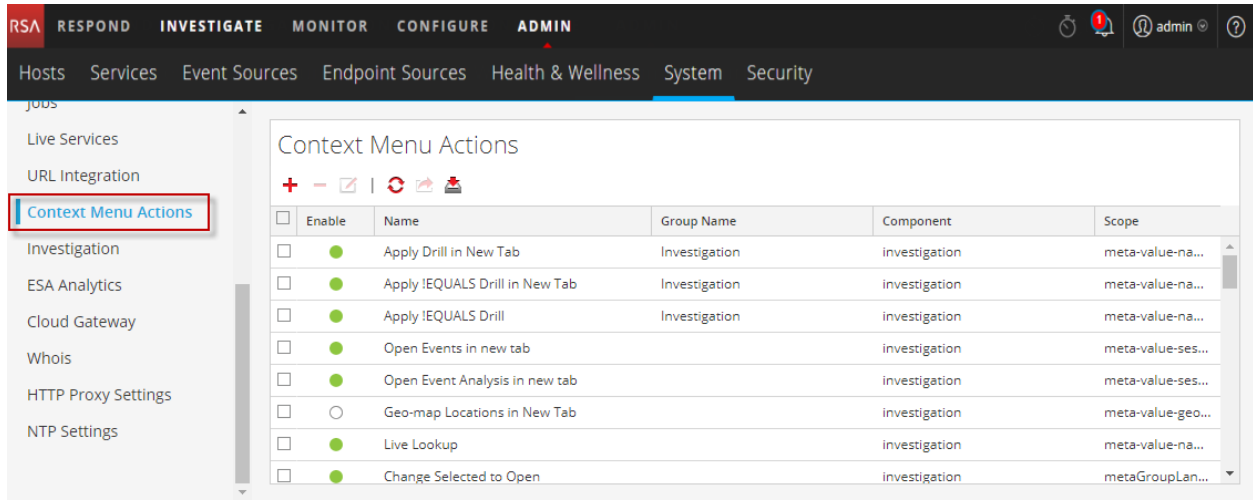 RSA RESPOND INVESTIGATE MONITOR CONFIGURE ADMIN 1 admin ?
Hosts Services Event Sources Endpoint Sources Health & Wellness System Security
Jobs
Live Services
URL Integration
Context Menu Actions
Investigation
ESA Analytics
Cloud Gateway
Whois
HTTP Proxy Settings
NTP Settings
Context Menu Actions
Enable Name Group Name Component Scope
Apply Drill in New Tab Investigation investigation meta-value-na...
Apply !EQUALS Drill in New Tab Investigation investigation meta-value-na...
Apply !EQUALS Drill Investigation investigation meta-value-na...
Open Events in new tab investigation meta-value-ses...
Open Event Analysis in new tab investigation meta-value-ses...
Geo-map Locations in New Tab investigation meta-value-geo...
Live Lookup investigation meta-value-na...
Change Selected to Open investigation metaGroupLan...